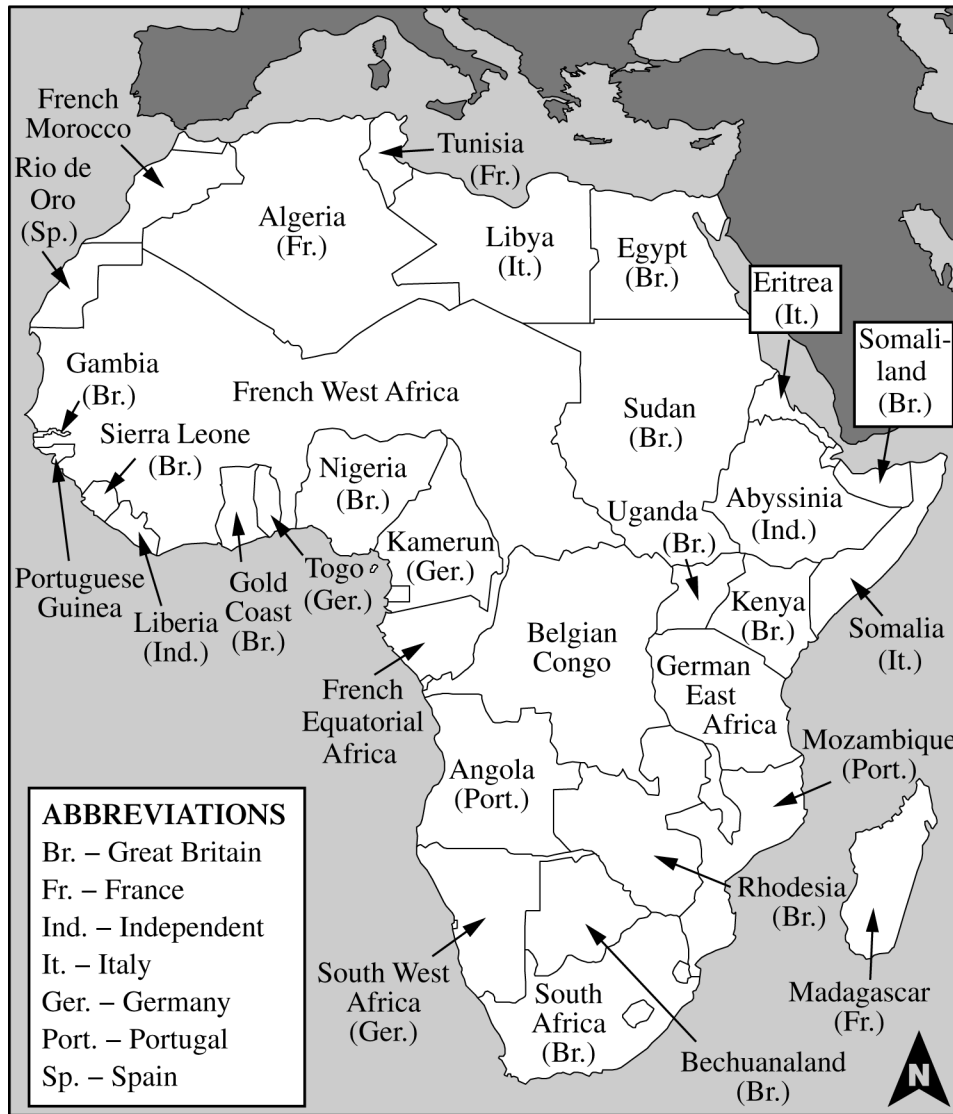 French
Morocco
Rio de
Oro
(Sp.)
Tunisia
(Fr.)
Algeria
(Fr.)
Libya
(It.)
Egypt
(Br.)
Eritrea
(It.)
Somali-
land
(Br.)
Gambia
(Br.)
French West Africa
Sudan
(Br.)
Sierra Leone
(Br.)
Nigeria
(Br.)
Abyssinia
(Ind.)
Uganda
(Br.)
Kamerun
(Ger.)
Portuguese
Guinea
Liberia
(Ind.)
Gold
Coast
(Br.)
Togo
(Ger.)
Kenya
(Br.)
Somalia
(It.)
Belgian
Congo
French
Equatorial
Africa
German
East
Africa
Mozambique
(Port.)
Angola
(Port.)
Rhodesia
(Br.)
South West
Africa
(Ger.)
South
Africa
(Br.)
Bechuanaland
(Br.)
Madagascar
(Fr.)
ABBREVIATIONS
Br. – Great Britain
Fr. – France
Ind. – Independent
It. – Italy
Ger. – Germany
Port. – Portugal
Sp. – Spain
N